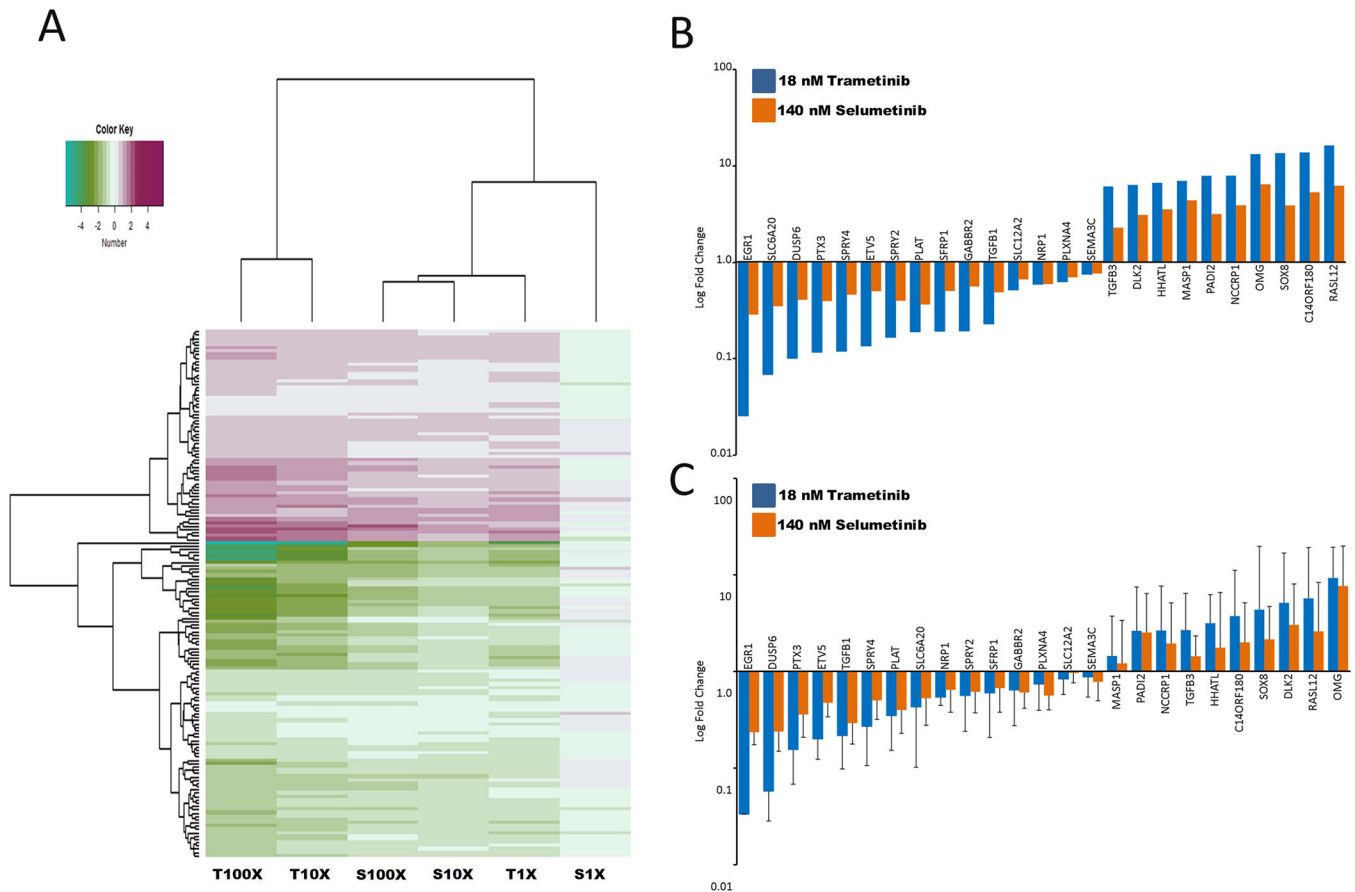 A
Color Key
-4 -2 0 2 4
Number
T100X T10X S100X S10X T1X S1X
B
18 nM Trametinib
140 nM Selumetinib
Log Fold Change
100
10
1.0
0.1
0.01
EGR1
SLC6A20
DUSP6
PTX3
SPRY4
ETV5
SPRY2
PLAT
SFRP1
GABBR2
TGFB1
SLC12A2
NRP1
PLXNA4
SEMA3C
TGFB3
DLK2
HHATL
MASP1
PADI2
NCCRP1
OMG
SOX8
C14ORF180
RASL12
C
18 nM Trametinib
140 nM Selumetinib
Log Fold Change
100
10
1.0
0.1
0.01
EGR1
DUSP6
PTX3
ETV5
TGFB1
SPRY4
PLAT
SLC6A20
NRP1
SPRY2
SFRP1
GABBR2
PLXNA4
SLC12A2
SEMA3C
MASP1
PADI2
NCCRP1
TGFB3
HHATL
C14ORF180
SOX8
DLK2
RASL12
OMG